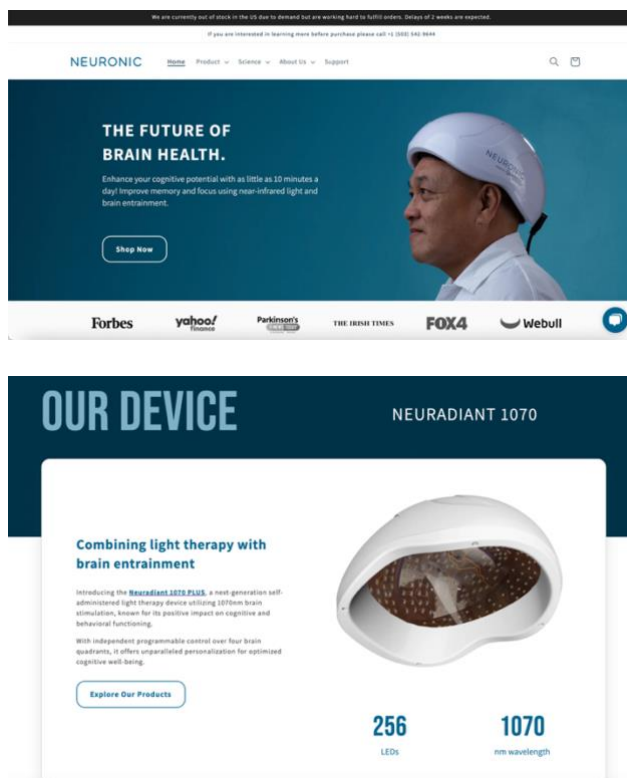 We are currently out of stock in the US due to demand but are working hard to fulfill orders. Delays of 2 weeks are expected.
If you are interested in learning more before purchase please call +1 (503) 541-9644
NEURONIC Home Product Science About Us Support
THE FUTURE OF
BRAIN HEALTH.
Enhance your cognitive potential with as little as 10 minutes a
day! Improve memory and focus using near-infrared light and
brain entrainment.
Shop Now
NEURONIC
Forbes yahoo! finance Parkinson's THE IRISH TIMES FOX4 Webull
OUR DEVICE
NEURADIANT 1070
Combining light therapy with
brain entrainment
Introducing the Neuradiant 1070 PLUS, a next-generation self-
administered light therapy device utilizing 1070nm brain
stimulation, known for its positive impact on cognitive and
behavioral functioning.
With independent programmable control over four brain
quadrants, it offers unparalleled personalization for optimized
cognitive well-being.
Explore Our Products
256 1070
LEDs nm wavelength